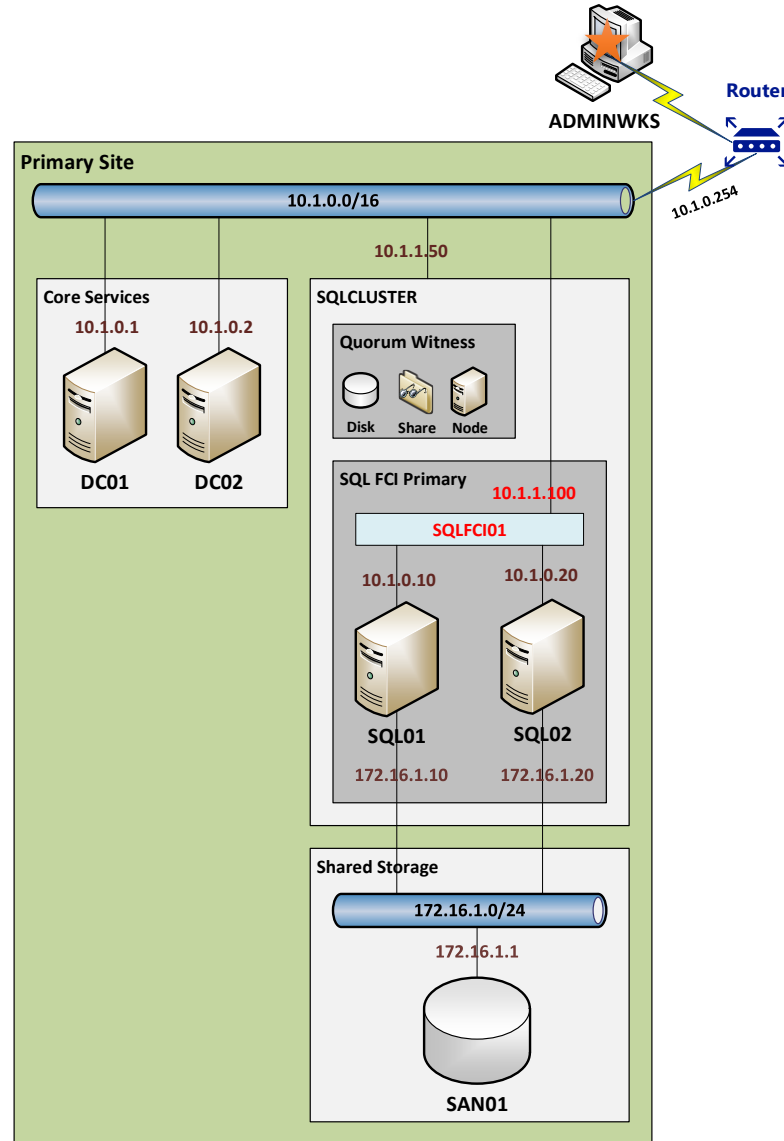 ADMINWKS
Router
10.1.0.254
Primary Site
10.1.0.0/16
10.1.1.50
Core Services
10.1.0.1
10.1.0.2
DC01
DC02
SQLCLUSTER
Quorum Witness
Disk
Share
Node
SQL FCI Primary
10.1.1.100
SQLFCI01
10.1.0.10
10.1.0.20
SQL01
SQL02
172.16.1.10
172.16.1.20
Shared Storage
172.16.1.0/24
172.16.1.1
SAN01